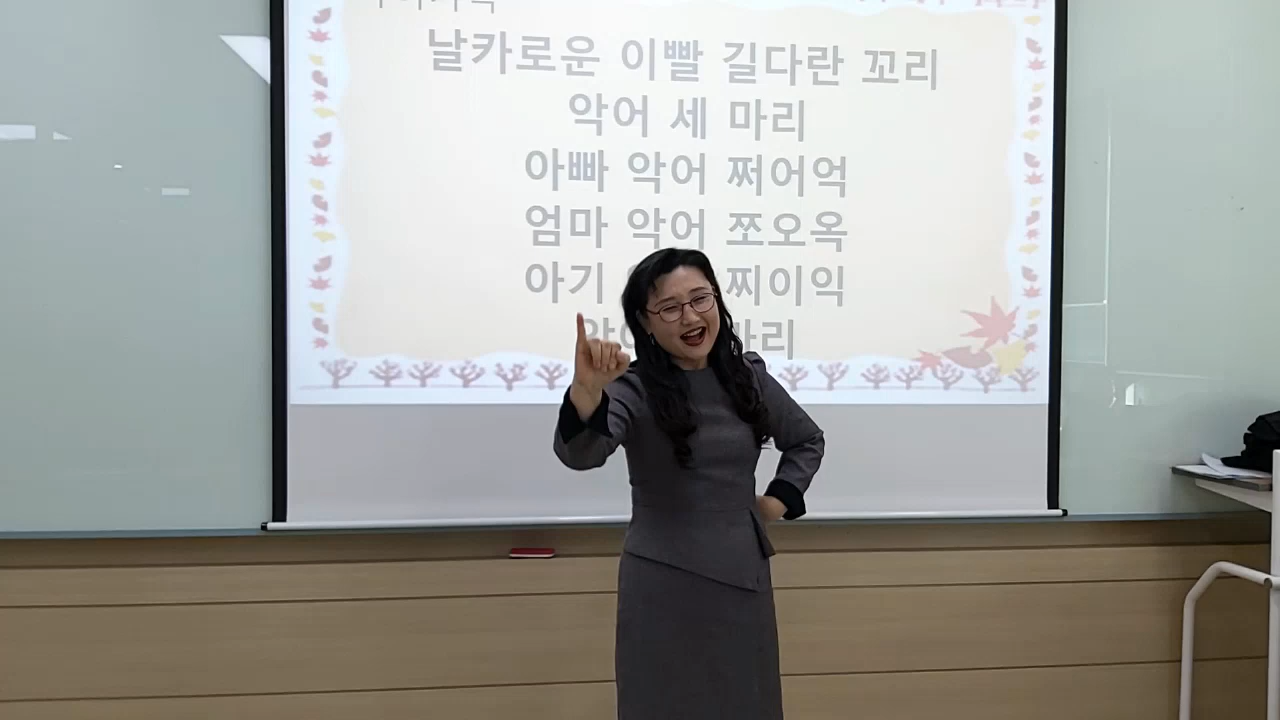 날카로운 이빨 길다란 꼬리
악어 세 마리
아빠 악어 쩌어억
엄마 악어 쪼오옥
아기 찌이익
마리